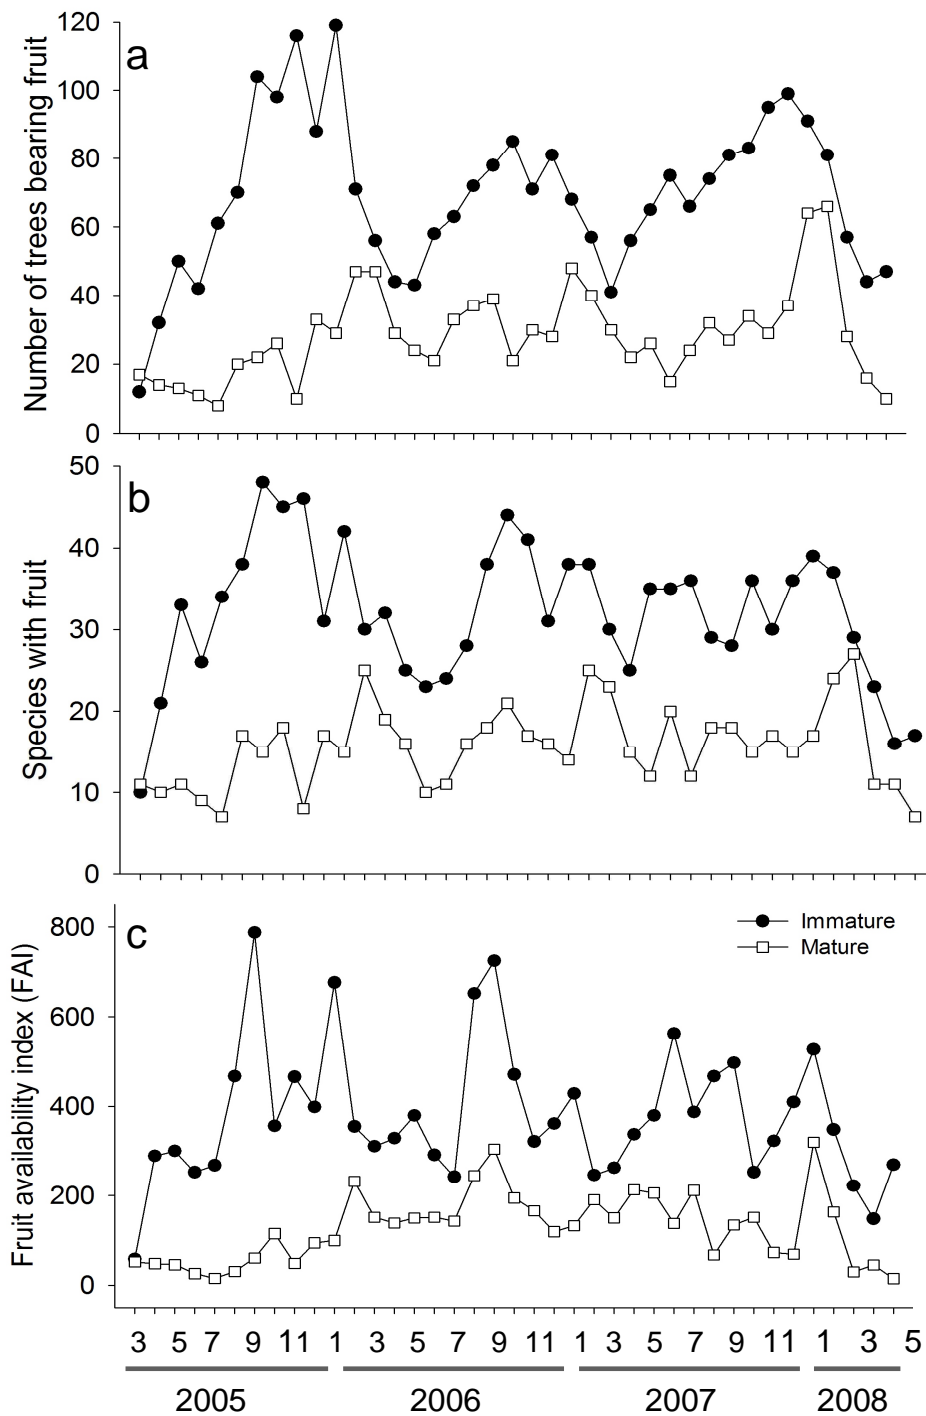 a
Number of trees bearing fruit
120
100
80
60
40
20
0
b
Species with fruit
50
40
30
20
10
0
c
Fruit availability index (FAI)
800
600
400
200
0
Immature
Mature
3 5 7 9 11 1 3 5 7 9 11 1 3 5 7 9 11 1 3 5
2005 2006 2007 2008